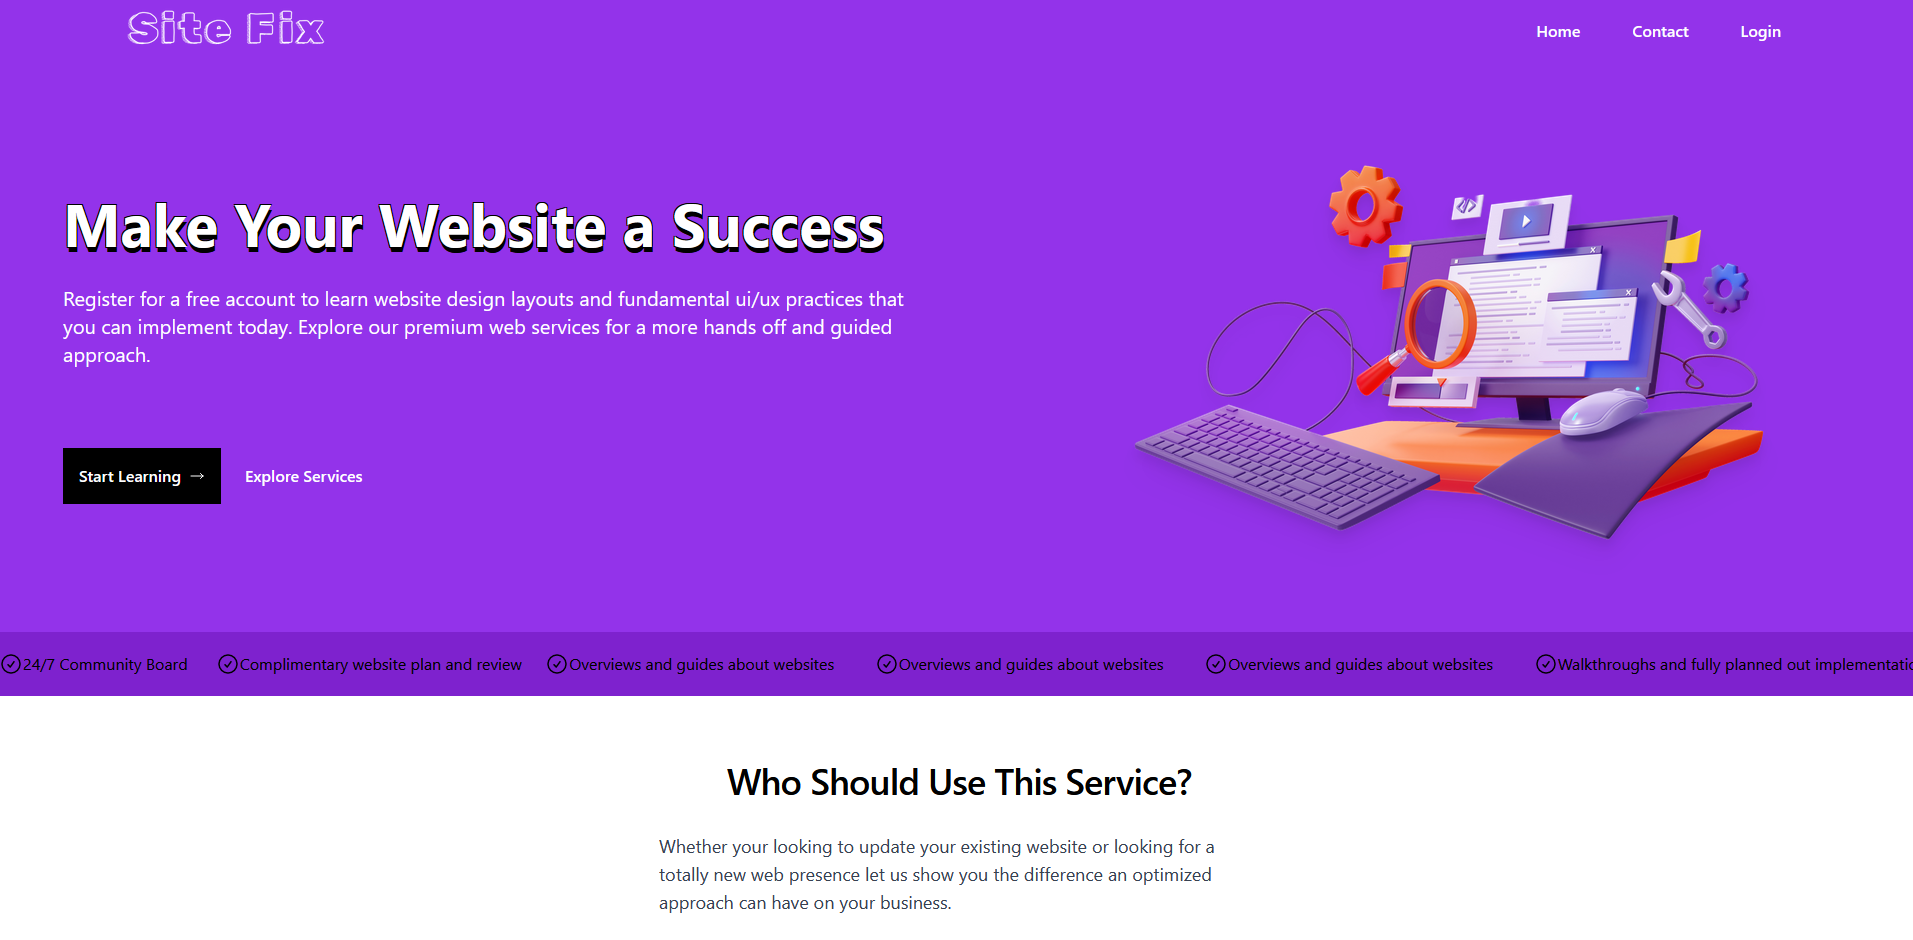 Site Fix
Home Contact Login
Make Your Website a Success
Register for a free account to learn website design layouts and fundamental ui/ux practices that
you can implement today. Explore our premium web services for a more hands off and guided
approach.
Start Learning → Explore Services
24/7 Community Board Complimentary website plan and review Overviews and guides about websites Overviews and guides about websites Overviews and guides about websites Walkthroughs and fully planned out
Who Should Use This Service?
Whether your looking to update your existing website or looking for a
totally new web presence let us show you the difference an optimized
approach can have on your business.